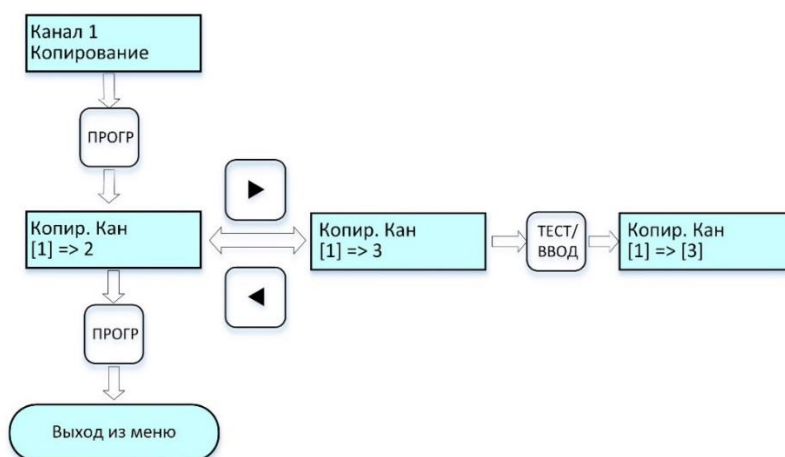 Канал 1
Копирование
ПРОГР
Копир. Кан
[1] => 2
Копир. Кан
[1] => 3
ТЕСТ/
ВВОД
Копир. Кан
[1] => [3]
ПРОГР
Выход из меню